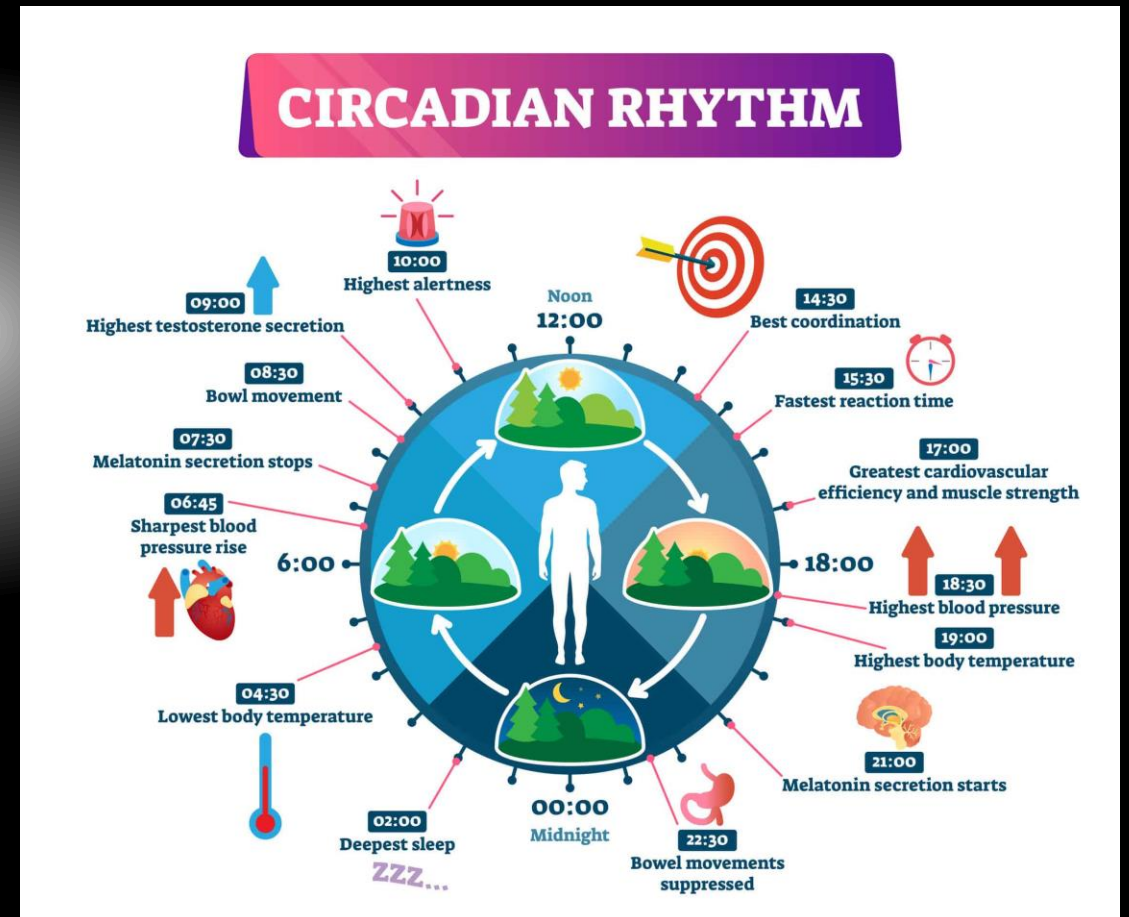 CIRCADIAN RHYTHM
10:00
Highest alertness
09:00
Highest testosterone secretion
08:30
Bowl movement
07:30
Melatonin secretion stops
06:45
Sharpest blood
pressure rise
6:00
04:30
Lowest body temperature
02:00
Deepest sleep
ZZZ...
Noon
12:00
14:30
Best coordination
15:30
Fastest reaction time
17:00
Greatest cardiovascular
efficiency and muscle strength
18:00
18:30
Highest blood pressure
19:00
Highest body temperature
21:00
Melatonin secretion starts
22:30
Bowel movements
suppressed
00:00
Midnight